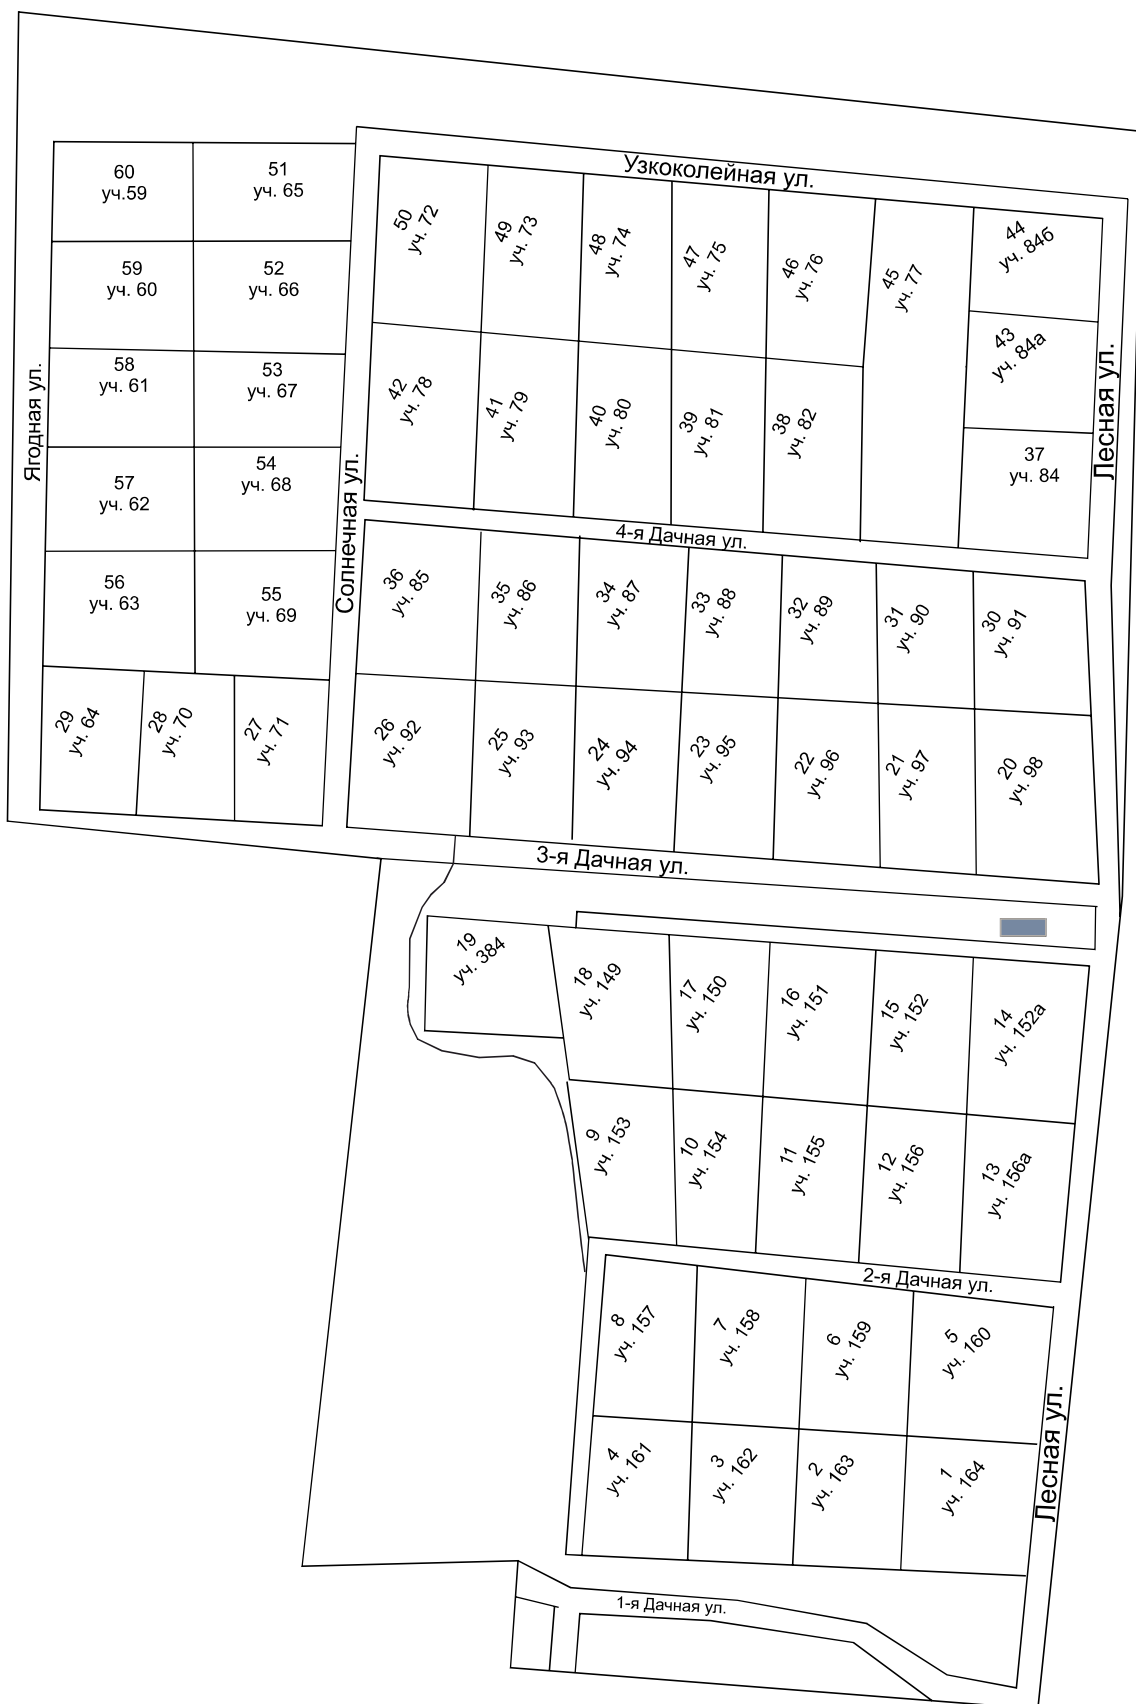 Узкоколейная ул.
60
уч.59
51
уч. 65
59
уч. 60
52
уч. 66
58
уч. 61
53
уч. 67
57
уч. 62
54
уч. 68
56
уч. 63
55
уч. 69
29
уч. 64
28
уч. 70
27
уч. 71
Ягодная ул.
Солнечная ул.
50
уч. 72
49
уч. 73
48
уч. 74
47
уч. 75
46
уч. 76
45
уч. 77
44
уч. 84б
43
уч. 84а
42
уч. 78
41
уч. 79
40
уч. 80
39
уч. 81
38
уч. 82
37
уч. 84
Лесная ул.
4-я Дачная ул.
36
уч. 85
35
уч. 86
34
уч. 87
33
уч. 88
32
уч. 89
31
уч. 90
30
уч. 91
26
уч. 92
25
уч. 93
24
уч. 94
23
уч. 95
22
уч. 96
21
уч. 97
20
уч. 98
3-я Дачная ул.
19
уч. 384
18
уч. 149
17
уч. 150
16
уч. 151
15
уч. 152
14
уч. 152а
9
уч. 153
10
уч. 154
11
уч. 155
12
уч. 156
13
уч. 156а
2-я Дачная ул.
8
уч. 157
7
уч. 158
6
уч. 159
5
уч. 160
4
уч. 161
3
уч. 162
2
уч. 163
1
уч. 164
Лесная ул.
1-я Дачная ул.